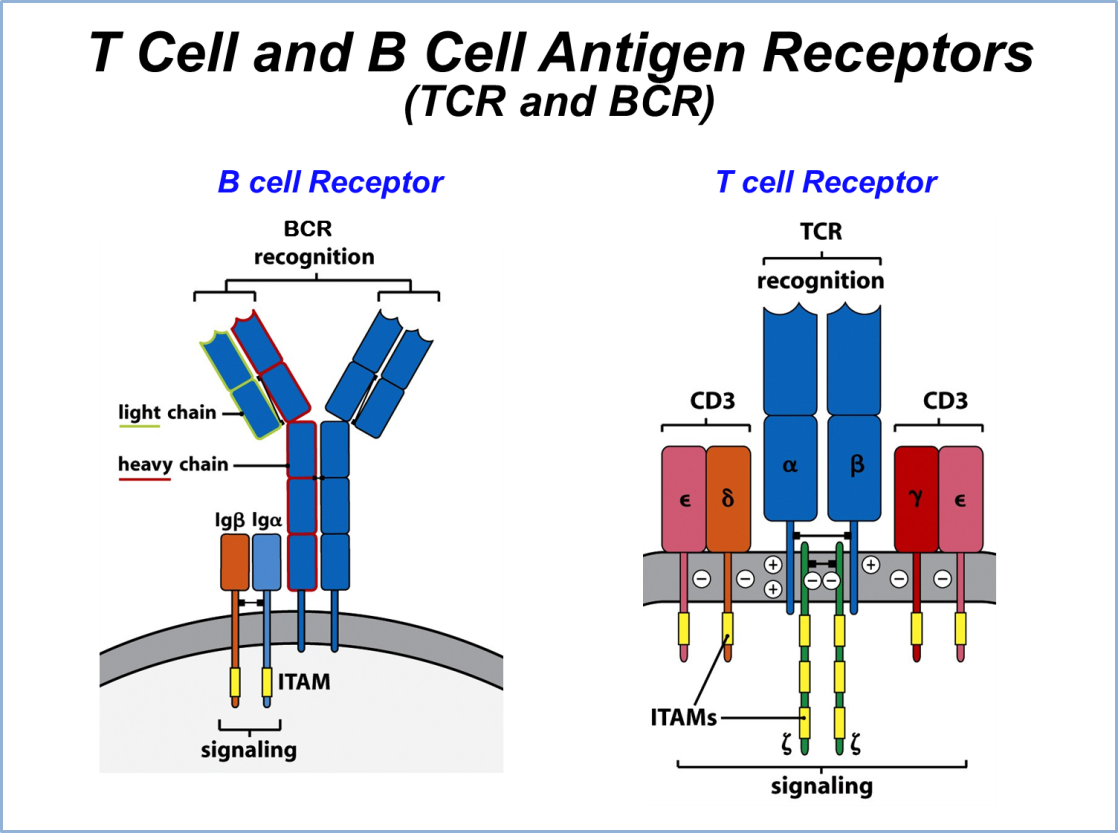 T Cell and B Cell Antigen Receptors
(TCR and BCR)
B cell Receptor
BCR
recognition
light chain
heavy chain
Igβ Igα
ITAM
signaling
T cell Receptor
TCR
recognition
CD3
CD3
α
β
ϵ
δ
γ
ϵ
+
+
+
−
−
−
−
−
−
ITAMs
ζ
ζ
signaling